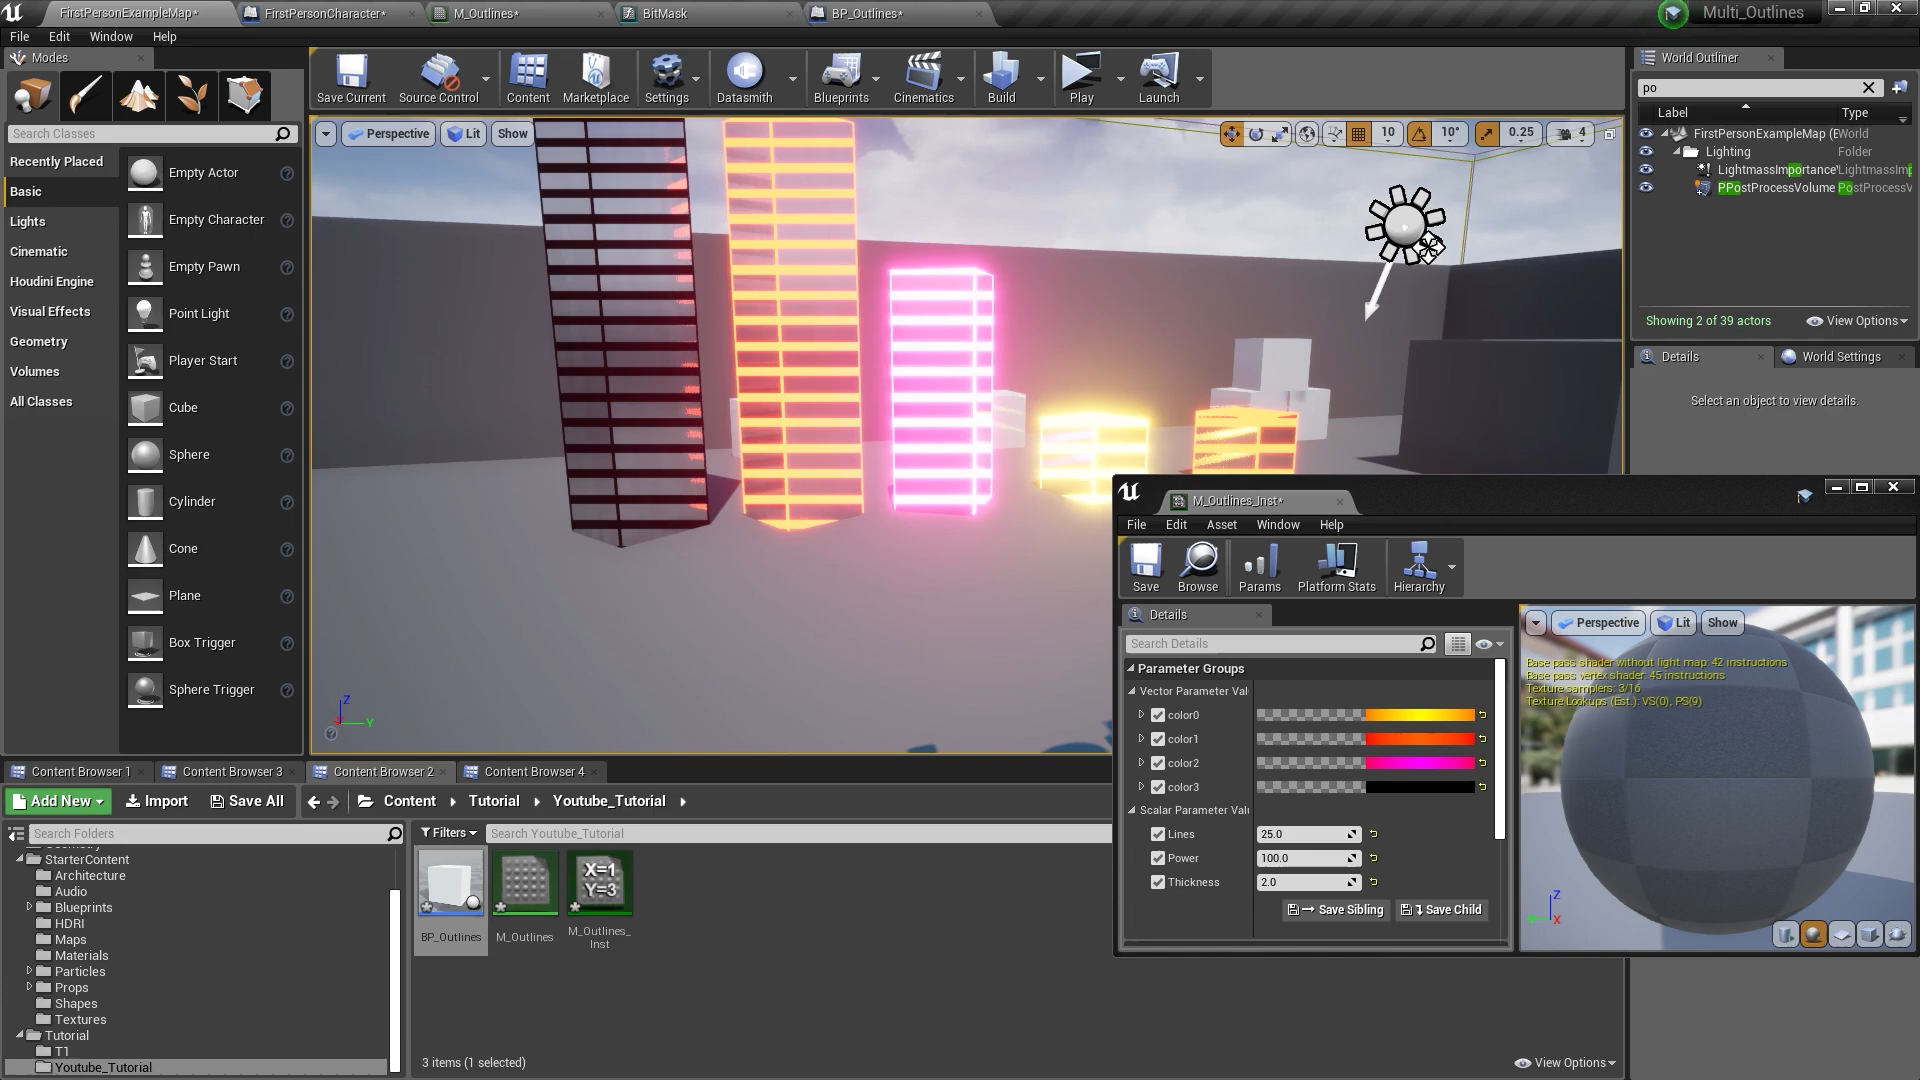 FirstPersonExampleMap*
FirstPersonCharacter*
M_Outlines*
BitMask
BP_Outlines*
Multi_Outlines
File Edit Window Help
Modes
Save Current
Source Control
Content
Marketplace
Settings
Datasmith
Blueprints
Cinematics
Build
Play
Launch
World Outliner
po
Label Type
FirstPersonExampleMap (E World
Lighting Folder
LightmassImportance LightmassImp
PPostProcessVolume PostProcessV
Showing 2 of 39 actors
View Options
Details
World Settings
Select an object to view details.
Search Classes
Recently Placed
Basic
Lights
Cinematic
Houdini Engine
Visual Effects
Geometry
Volumes
All Classes
Empty Actor
Empty Character
Empty Pawn
Point Light
Player Start
Cube
Sphere
Cylinder
Cone
Plane
Box Trigger
Sphere Trigger
Perspective Lit Show
10 10° 0.25 4
Z
Y
M_Outlines_Inst*
File Edit Asset Window Help
Save
Browse
Params
Platform Stats
Hierarchy
Details
Search Details
Parameter Groups
Vector Parameter Val
color0
color1
color2
color3
Scalar Parameter Val
Lines 25.0
Power 100.0
Thickness 2.0
Save Sibling
Save Child
Perspective Lit Show
Base pass shader without light map: 42 instructions
Base pass vertex shader: 45 instructions
Texture samplers: 3/16
Texture Lookups (Est.): VS(0), PS(9)
Z
X
Content Browser 1
Content Browser 3
Content Browser 2
Content Browser 4
Add New
Import
Save All
Content
Tutorial
Youtube_Tutorial
Search Folders
Filters
Search Youtube_Tutorial
StarterContent
Architecture
Audio
Blueprints
HDRI
Maps
Materials
Particles
Props
Shapes
Textures
Tutorial
T1
Youtube_Tutorial
X=1
Y=3
BP_Outlines
M_Outlines
M_Outlines_
Inst
3 items (1 selected)
View Options